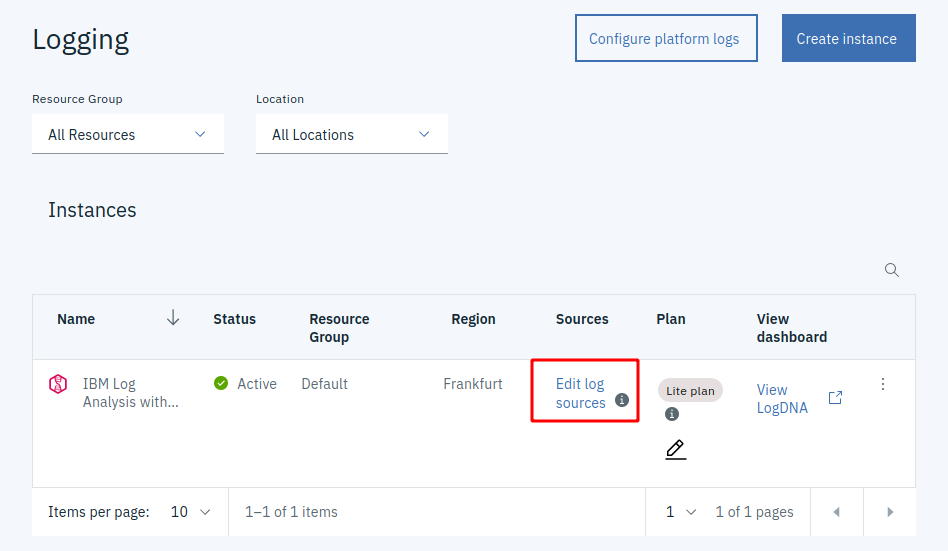 Logging
Configure platform logs
Create instance
Resource Group
Location
All Resources
All Locations
Instances
Name
Status
Resource
Group
Region
Sources
Plan
View
dashboard
IBM Log
Analysis with...
Active
Default
Frankfurt
Edit log
sources
Lite plan
View
LogDNA
Items per page: 10
1–1 of 1 items
1
1 of 1 pages